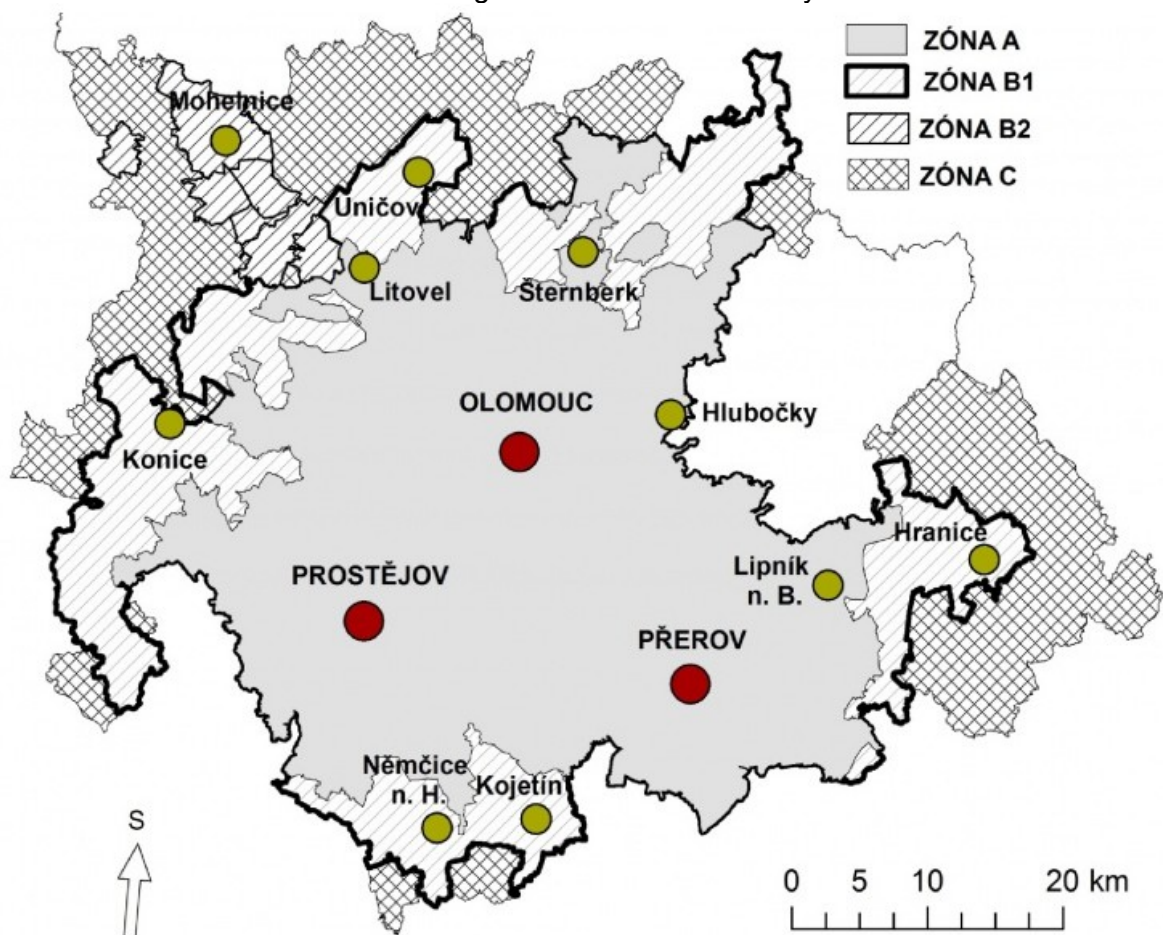 ZÓNA A
ZÓNA B1
ZÓNA B2
ZÓNA C
Mohelnice
Uničov
Litovel
Šternberk
OLOMOUC
Hlubočky
Konice
Hranice
PROSTĚJOV
Lipník
n. B.
PŘEROV
Němčice
n. H.
Kojetín
S
0 5 10 20 km